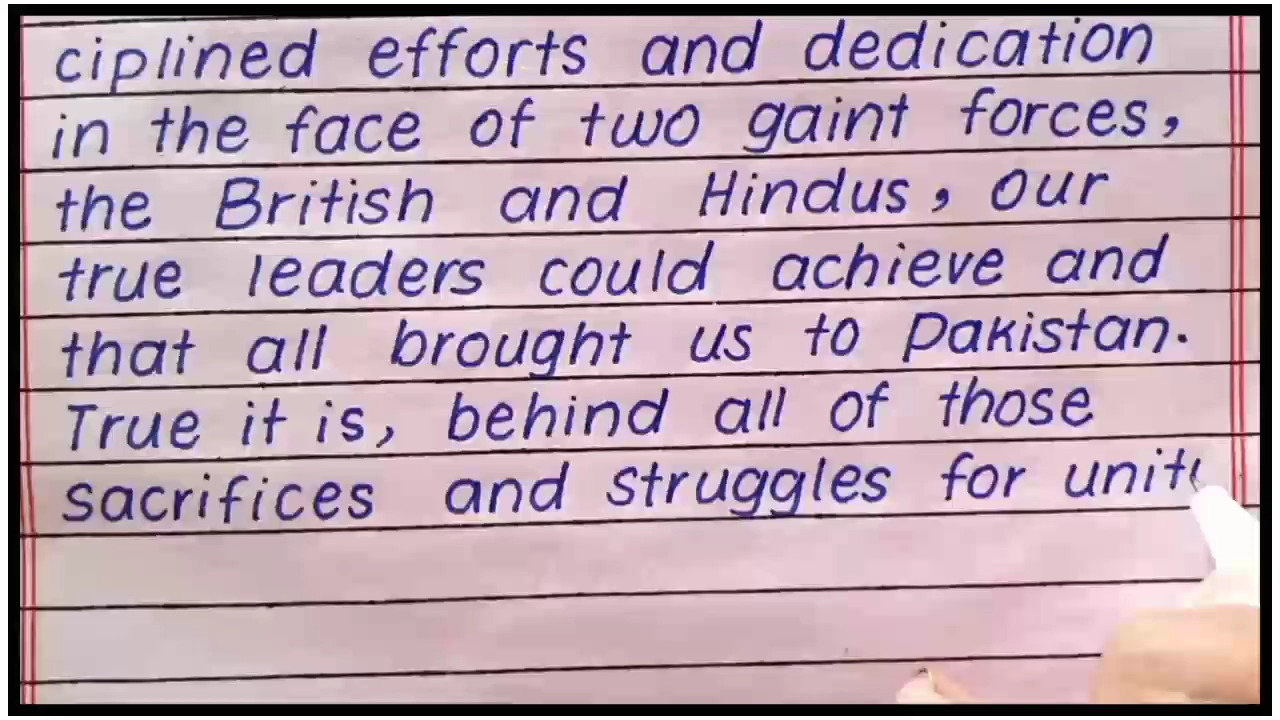 ciplined efforts and dedication
in the face of two gaint forces,
the British and Hindus, our
true leaders could achieve and
that all brought us to Pakistan.
True it is, behind all of those
sacrifices and struggles for